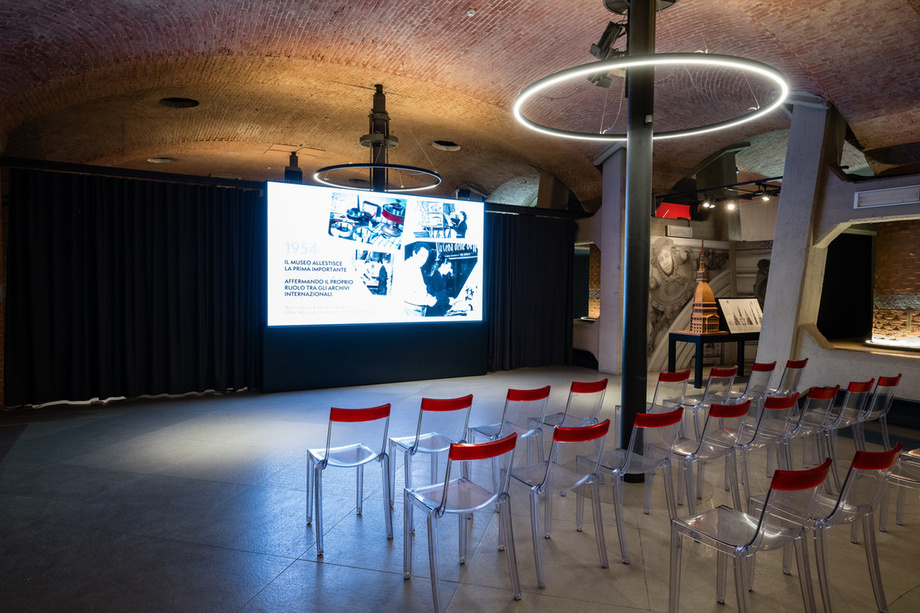 1954
IL MUSEO ALLESTISCE
LA PRIMA IMPORTANTE
AFFERMANDO IL PROPRIO
RUOLO TRA GLI ARCHIVI
INTERNAZIONALI